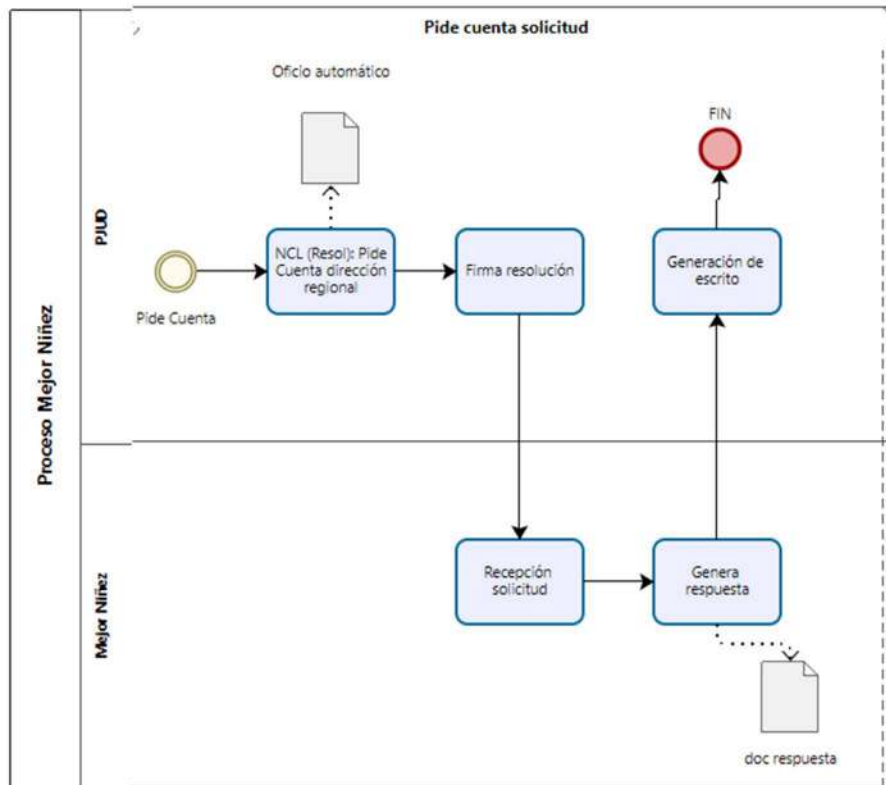 Pide cuenta solicitud
Proceso Mejor Niñez
PJUD
Oficio automático
FIN
NCL (Resol): Pide
Cuenta dirección
regional
Firma resolución
Generación de
escrito
Pide Cuenta
Mejor Niñez
Recepción
solicitud
Genera
respuesta
doc respuesta